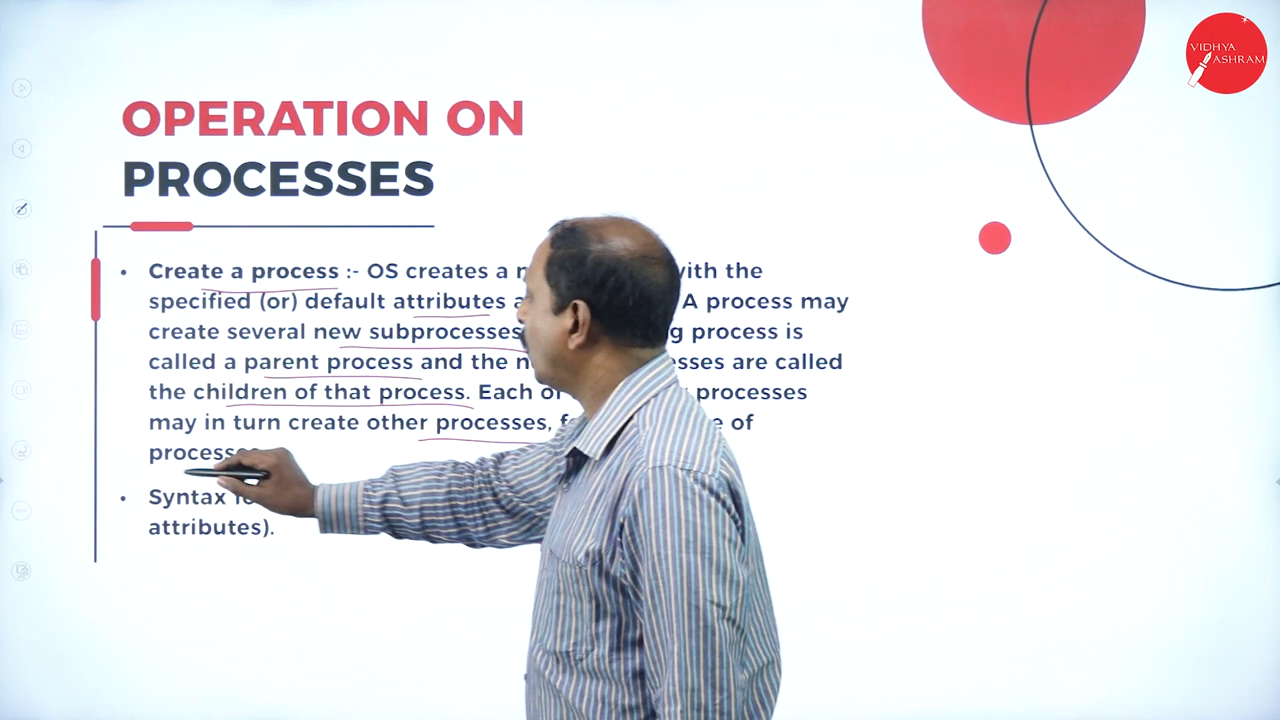 VIDHYA
ASHRAM
OPERATION ON
PROCESSES
• Create a process :- OS creates a with the
specified (or) default attributes A process may
create several new subprocesses process is
called a parent process and the are called
the children of that process. Each processes
may in turn create other processes, of
• Syntax
attributes).